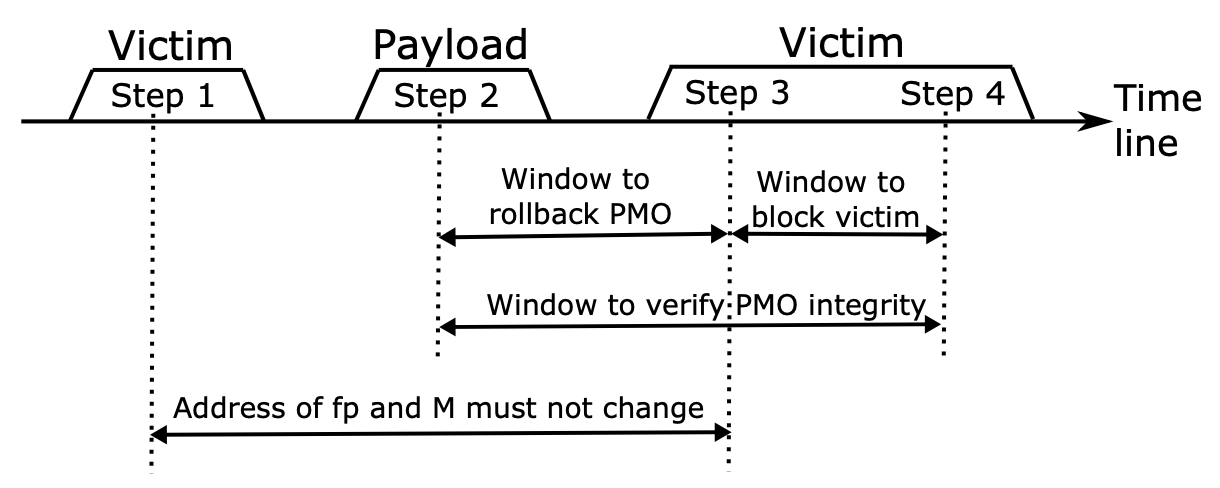 Victim
Payload
Victim
Step 1
Step 2
Step 3
Step 4
Time
line
Window to
rollback PMO
Window to
block victim
Window to verify PMO integrity
Address of fp and M must not change